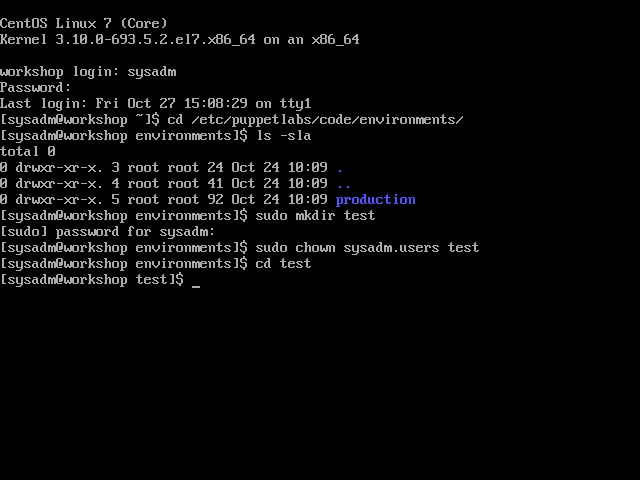 CentOS Linux 7 (Core)
Kernel 3.10.0-693.5.2.el7.x86_64 on an x86_64
workshop login: sysadm
Password:
Last login: Fri Oct 27 15:08:29 on tty1
[sysadm@workshop ~]$ cd /etc/puppetlabs/code/environments/
[sysadm@workshop environments]$ ls -sla
total 0
0 drwxr-xr-x. 3 root root 24 Oct 24 10:09 .
0 drwxr-xr-x. 4 root root 41 Oct 24 10:09 ..
0 drwxr-xr-x. 5 root root 92 Oct 24 10:09 production
[sysadm@workshop environments]$ sudo mkdir test
[sudo] password for sysadm:
[sysadm@workshop environments]$ sudo chown sysadm.users test
[sysadm@workshop environments]$ cd test
[sysadm@workshop test]$ _